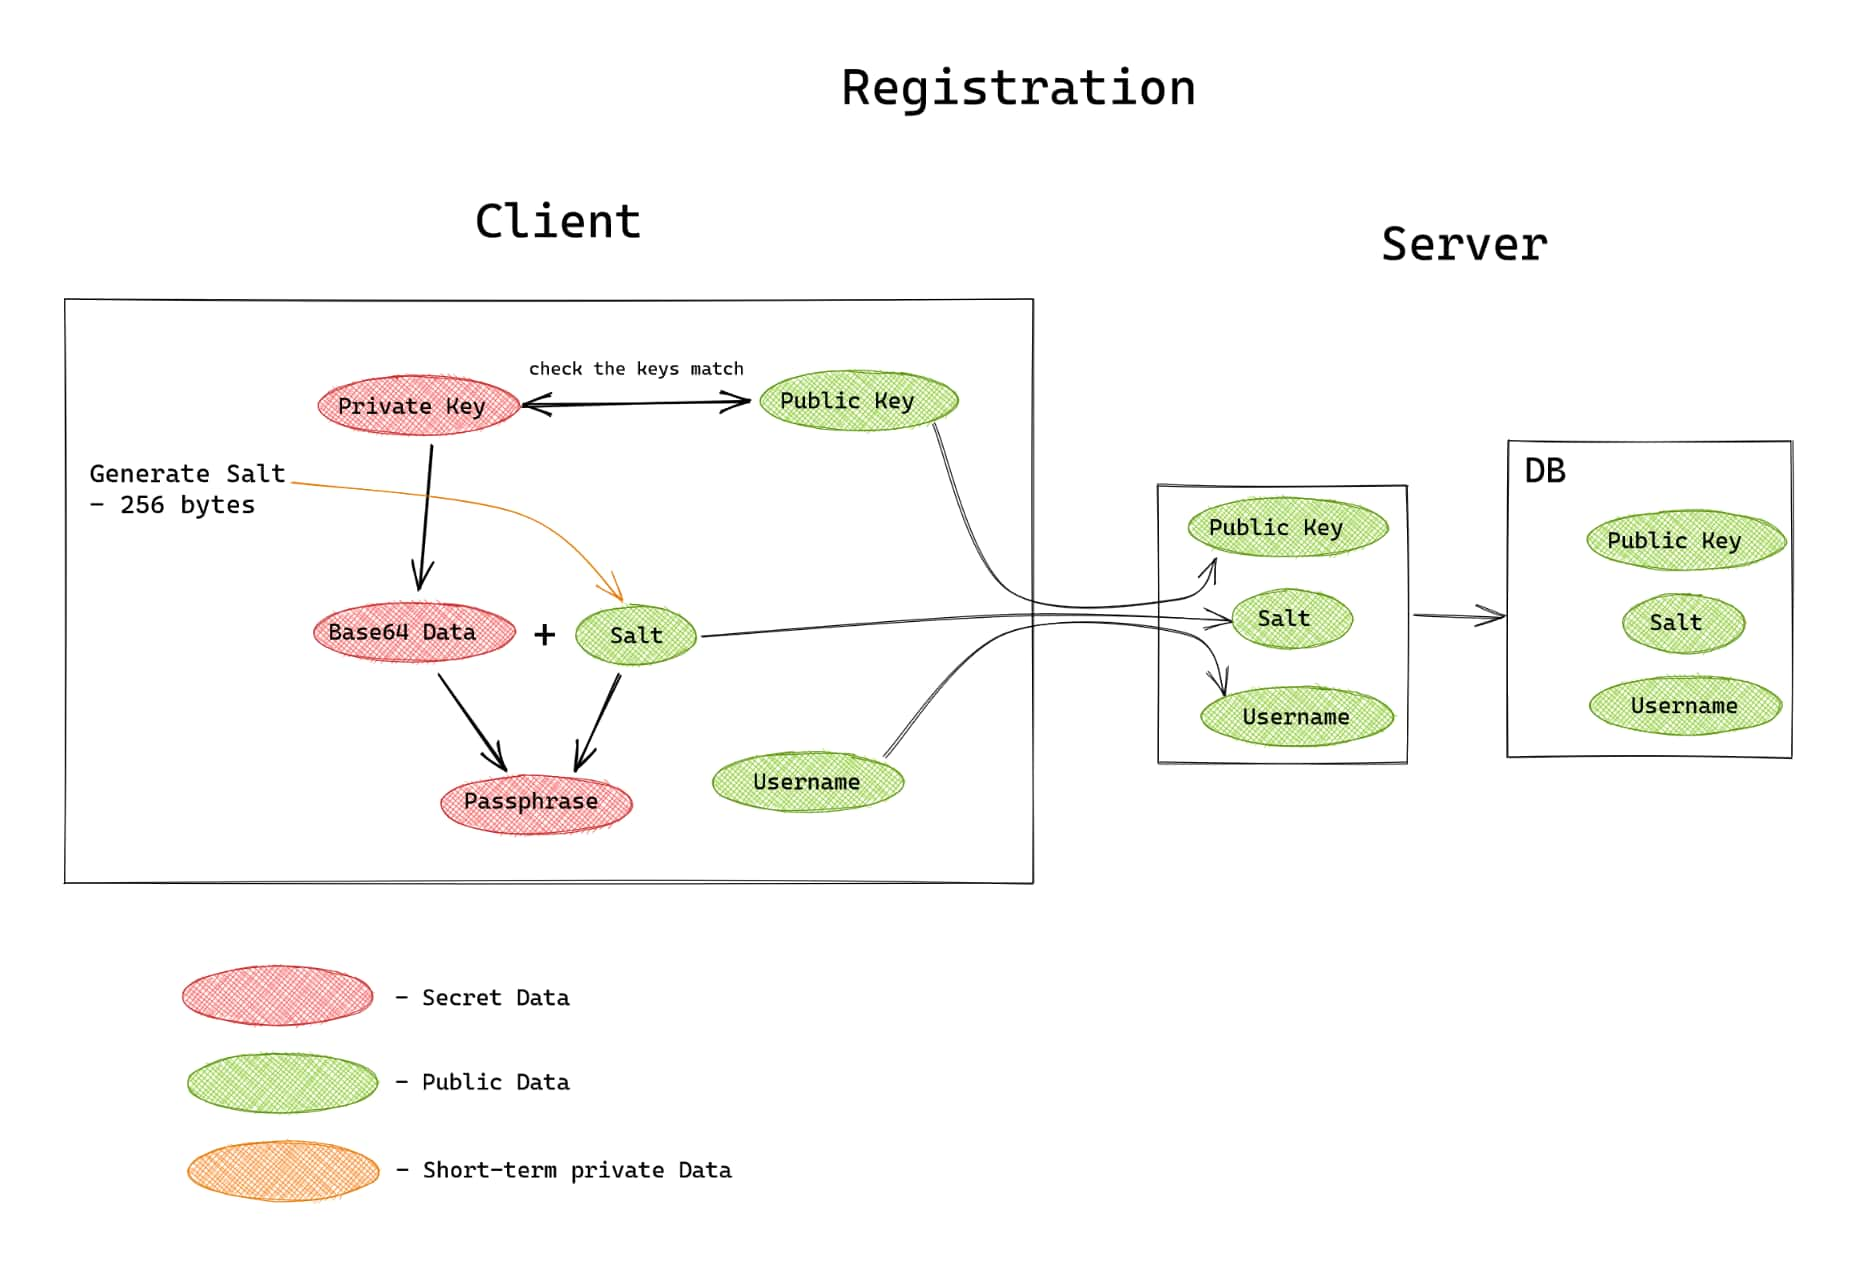 Registration
Client
Server
check the keys match
Private Key
Public Key
Generate Salt
- 256 bytes
Base64 Data
+
Salt
Passphrase
Username
Public Key
Salt
Username
DB
Public Key
Salt
Username
- Secret Data
- Public Data
- Short-term private Data